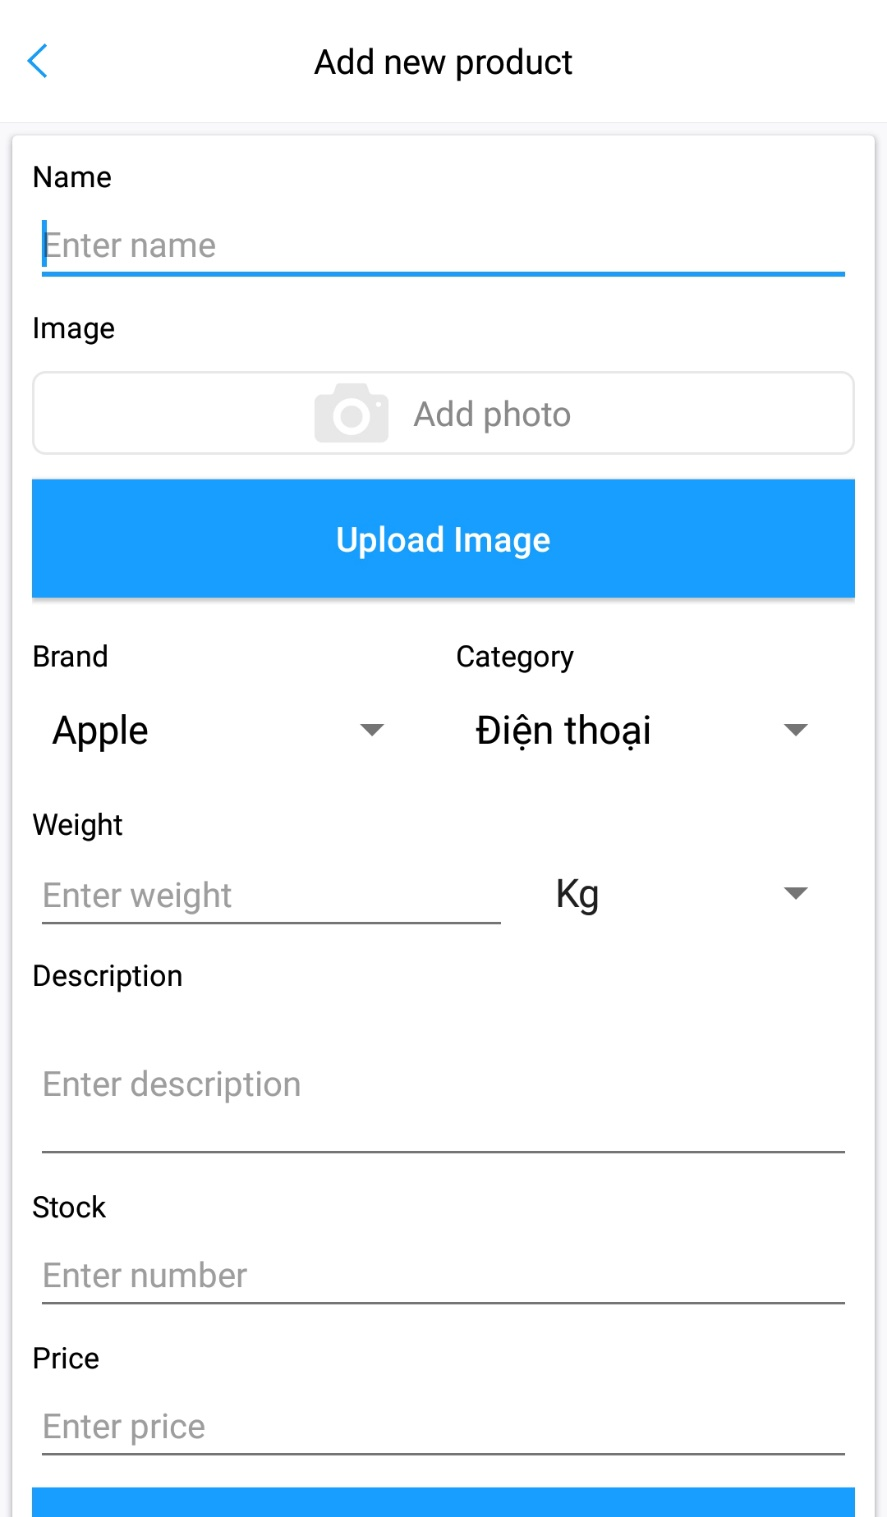 Add new product
Name
Enter name
Image
Add photo
Upload Image
Brand Category
Apple Điện thoại
Weight
Enter weight Kg
Description
Enter description
Stock
Enter number
Price
Enter price